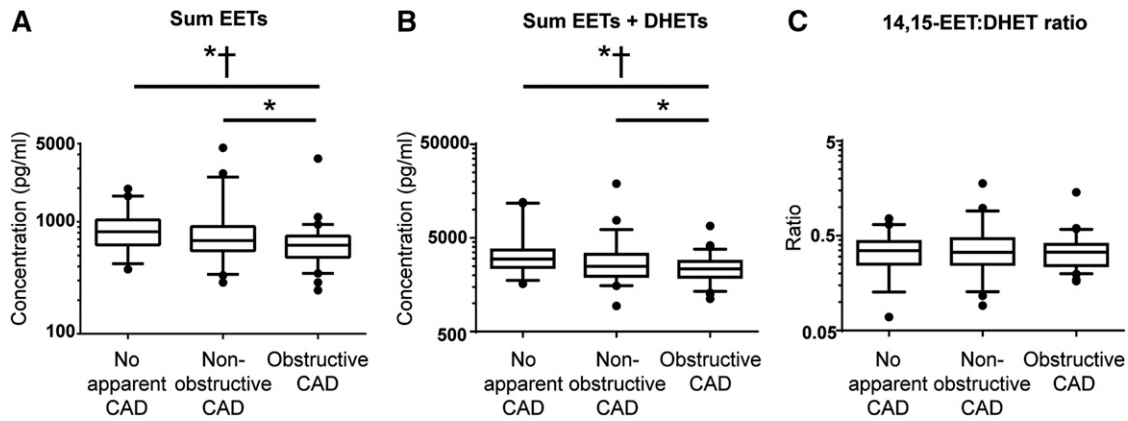 A
Sum EETs
*†
*
Concentration (pg/ml)
5000
1000
100
No apparent CAD
Non-obstructive CAD
Obstructive CAD
B
Sum EETs + DHETs
*†
*
Concentration (pg/ml)
50000
5000
500
No apparent CAD
Non-obstructive CAD
Obstructive CAD
C
14,15-EET:DHET ratio
Ratio
5
0.5
0.05
No apparent CAD
Non-obstructive CAD
Obstructive CAD